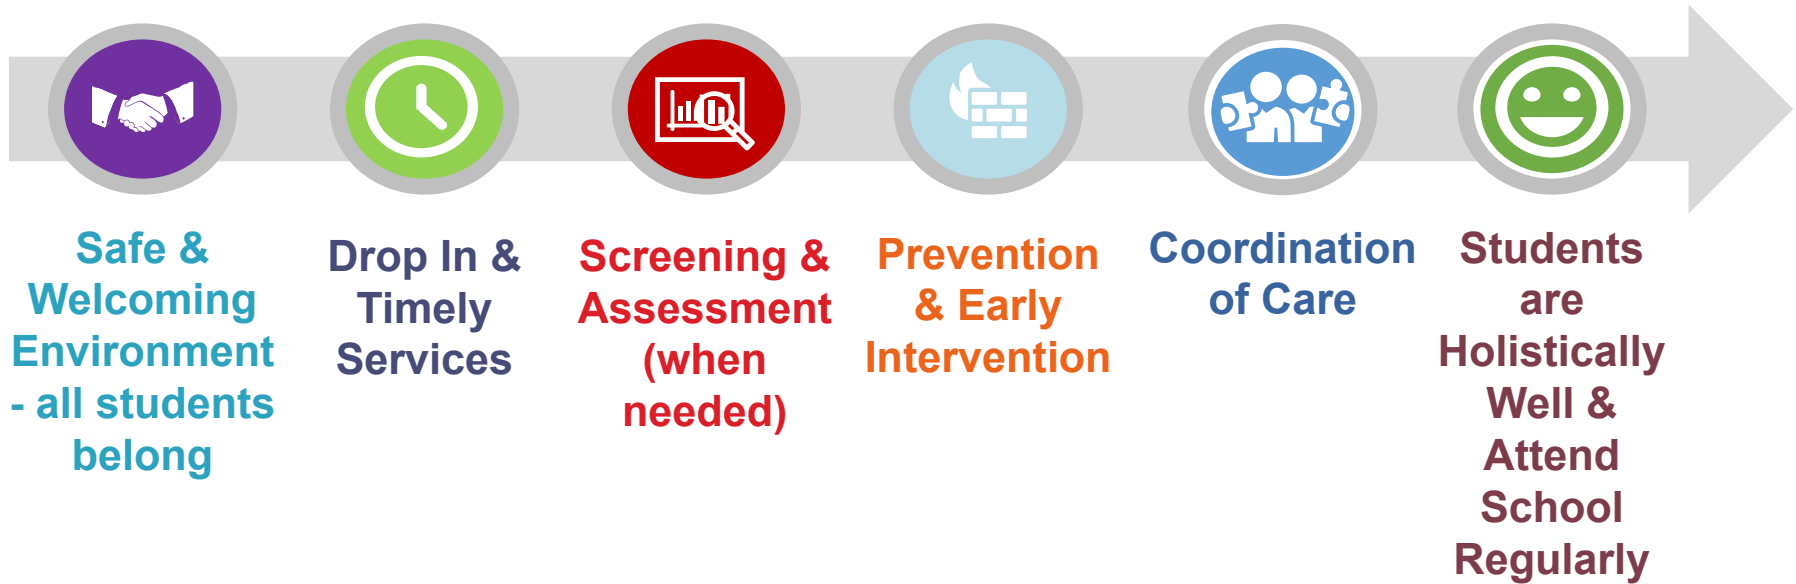 Safe &
Welcoming
Environment
- all students
belong
Drop In &
Timely
Services
Screening &
Assessment
(when
needed)
Prevention
& Early
Intervention
Coordination
of Care
Students
are
Holistically
Well &
Attend
School
Regularly